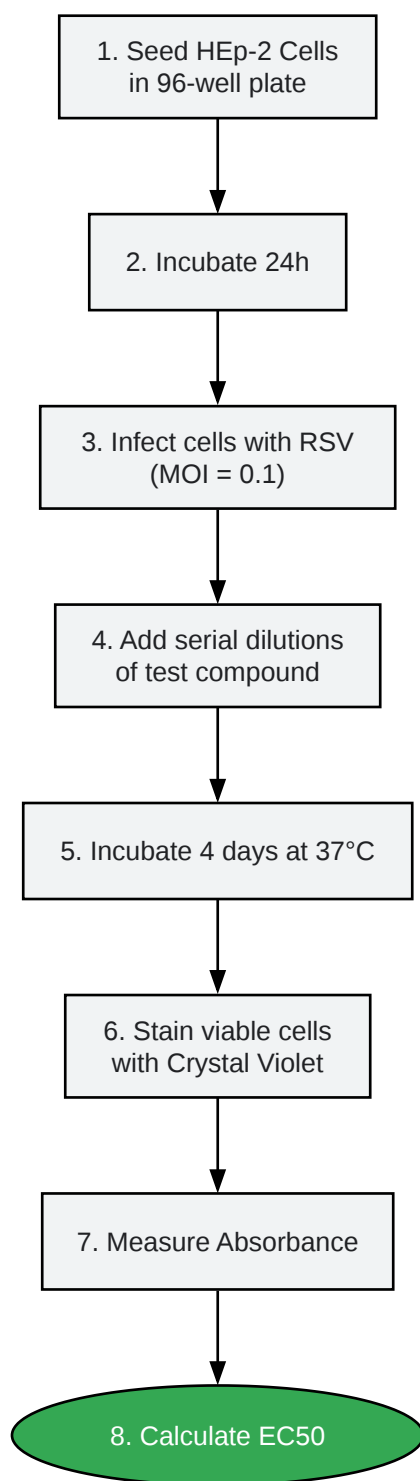 1. Seed HEp-2 Cells
in 96-well plate
2. Incubate 24h
3. Infect cells with RSV
(MOI = 0.1)
4. Add serial dilutions
of test compound
5. Incubate 4 days at 37°C
6. Stain viable cells
with Crystal Violet
7. Measure Absorbance
8. Calculate EC50